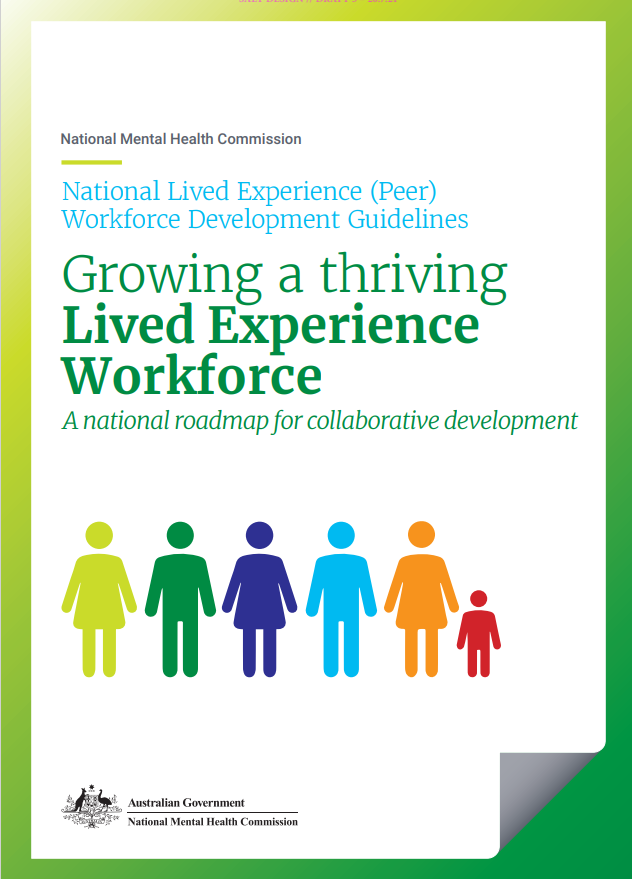 National Mental Health Commission
National Lived Experience (Peer)
Workforce Development Guidelines
Growing a thriving
Lived Experience
Workforce
A national roadmap for collaborative development
Australian Government
National Mental Health Commission